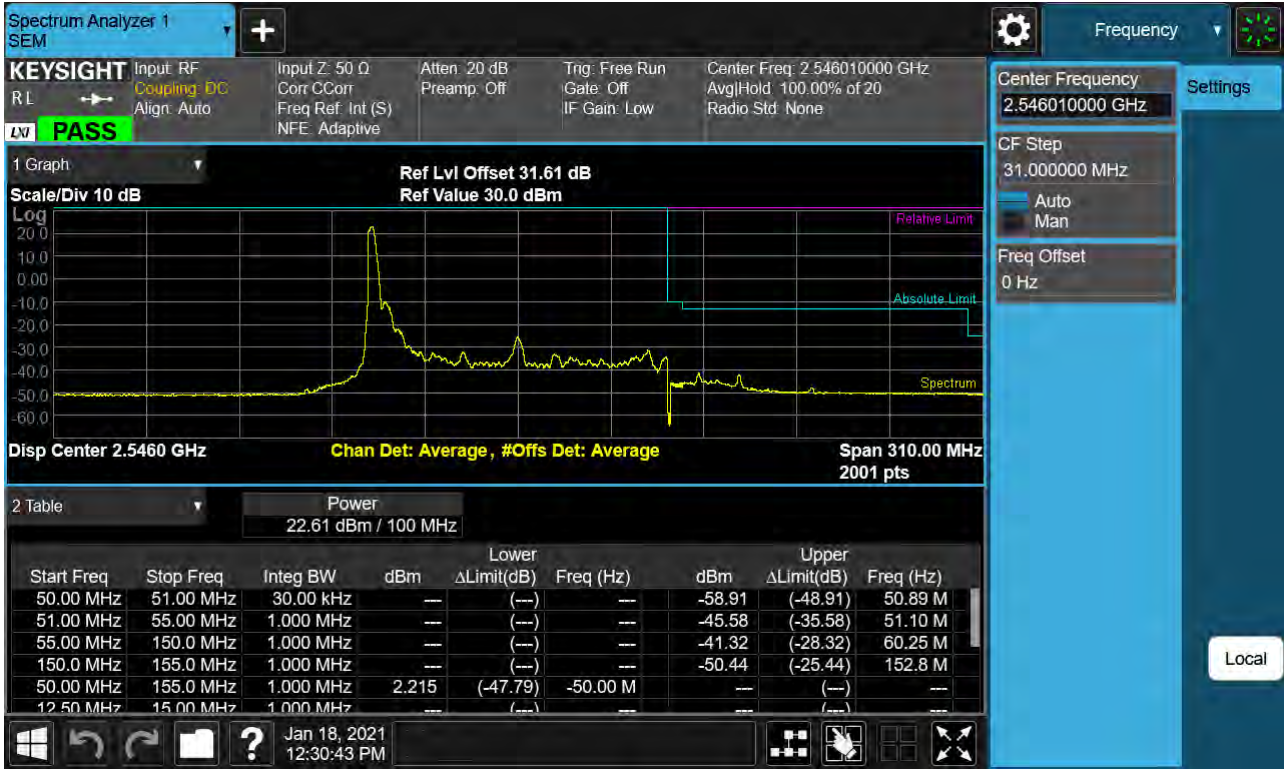 Spectrum Analyzer 1
SEM
+
Frequency
KEYSIGHT
Input: RF
Input Z: 50 Ω
Atten: 20 dB
Trig: Free Run
Center Freq: 2.546010000 GHz
R L
Coupling: DC
Corr CCorr
Preamp: Off
Gate: Off
Avg|Hold: 100.00% of 20
Align: Auto
Freq Ref: Int (S)
IF Gain: Low
Radio Std: None
LXI
PASS
NFE: Adaptive
Center Frequency
2.546010000 GHz
Settings
CF Step
31.000000 MHz
Auto
Man
Freq Offset
0 Hz
1 Graph
Ref Lvl Offset 31.61 dB
Scale/Div 10 dB
Ref Value 30.0 dBm
Log
Relative Limit
20.0
10.0
0.00
-10.0
Absolute Limit
-20.0
-30.0
-40.0
Spectrum
-50.0
-60.0
Disp Center 2.5460 GHz
Chan Det: Average , #Offs Det: Average
Span 310.00 MHz
2001 pts
2 Table
Power
22.61 dBm / 100 MHz
Lower Upper
Start Freq Stop Freq Integ BW dBm ΔLimit(dB) Freq (Hz) dBm ΔLimit(dB) Freq (Hz)
50.00 MHz 51.00 MHz 30.00 kHz --- (---) --- -58.91 (-48.91) 50.89 M
51.00 MHz 55.00 MHz 1.000 MHz --- (---) --- -45.58 (-35.58) 51.10 M
55.00 MHz 150.0 MHz 1.000 MHz --- (---) --- -41.32 (-28.32) 60.25 M
150.0 MHz 155.0 MHz 1.000 MHz --- (---) --- -50.44 (-25.44) 152.8 M
50.00 MHz 155.0 MHz 1.000 MHz 2.215 (-47.79) -50.00 M --- (---) ---
12.50 MHz 15.00 MHz 1.000 MHz --- (---) --- --- (---) ---
Local
?
Jan 18, 2021
12:30:43 PM